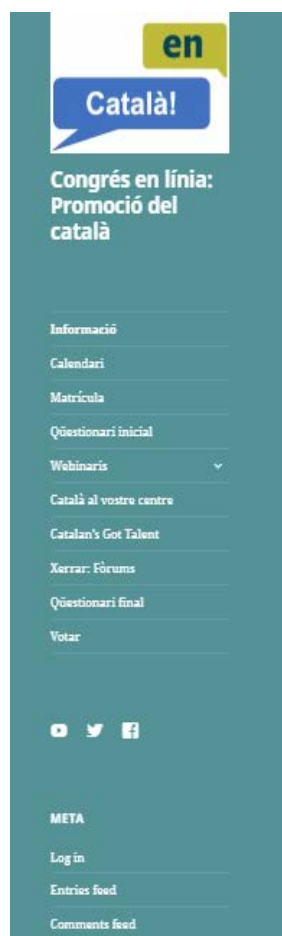 en
Català!
Congrés en línia:
Promoció del
català
Informació
Calendari
Matrícula
Qüestionari inicial
Webinaris
Català al vostre centre
Catalan's Got Talent
Xerrar: Fòrums
Qüestionari final
Votar
META
Log in
Entries feed
Comments feed